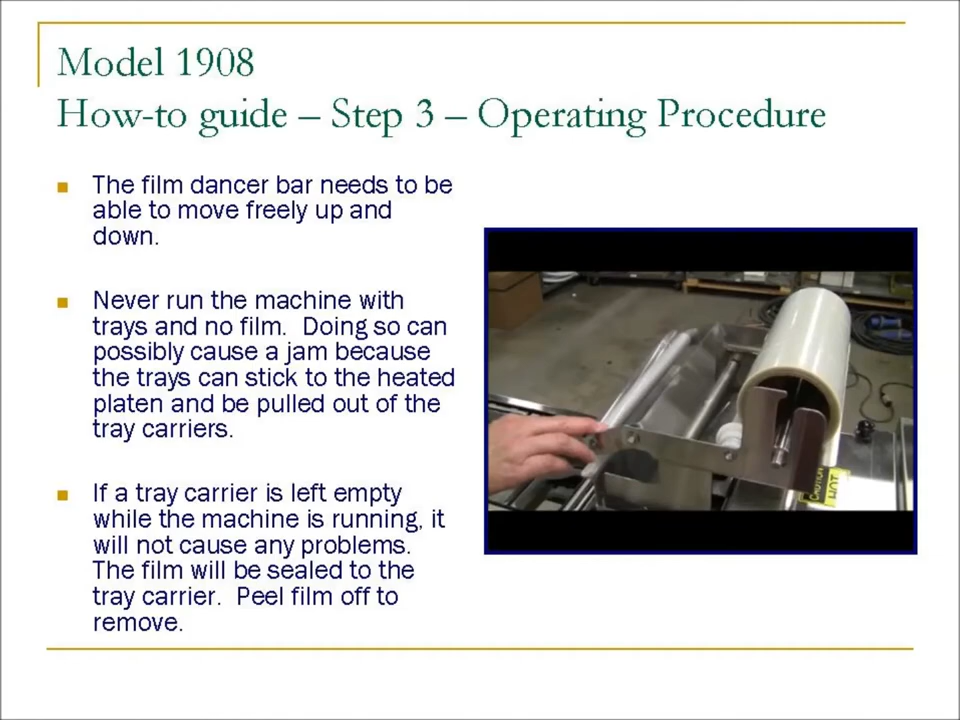 Model 1908
How-to guide – Step 3 – Operating Procedure
The film dancer bar needs to be
able to move freely up and
down.
Never run the machine with
trays and no film.  Doing so can
possibly cause a jam because
the trays can stick to the heated
platen and be pulled out of the
tray carriers.
If a tray carrier is left empty
while the machine is running, it
will not cause any problems.
The film will be sealed to the
tray carrier.  Peel film off to
remove.
CAUTION
HOT